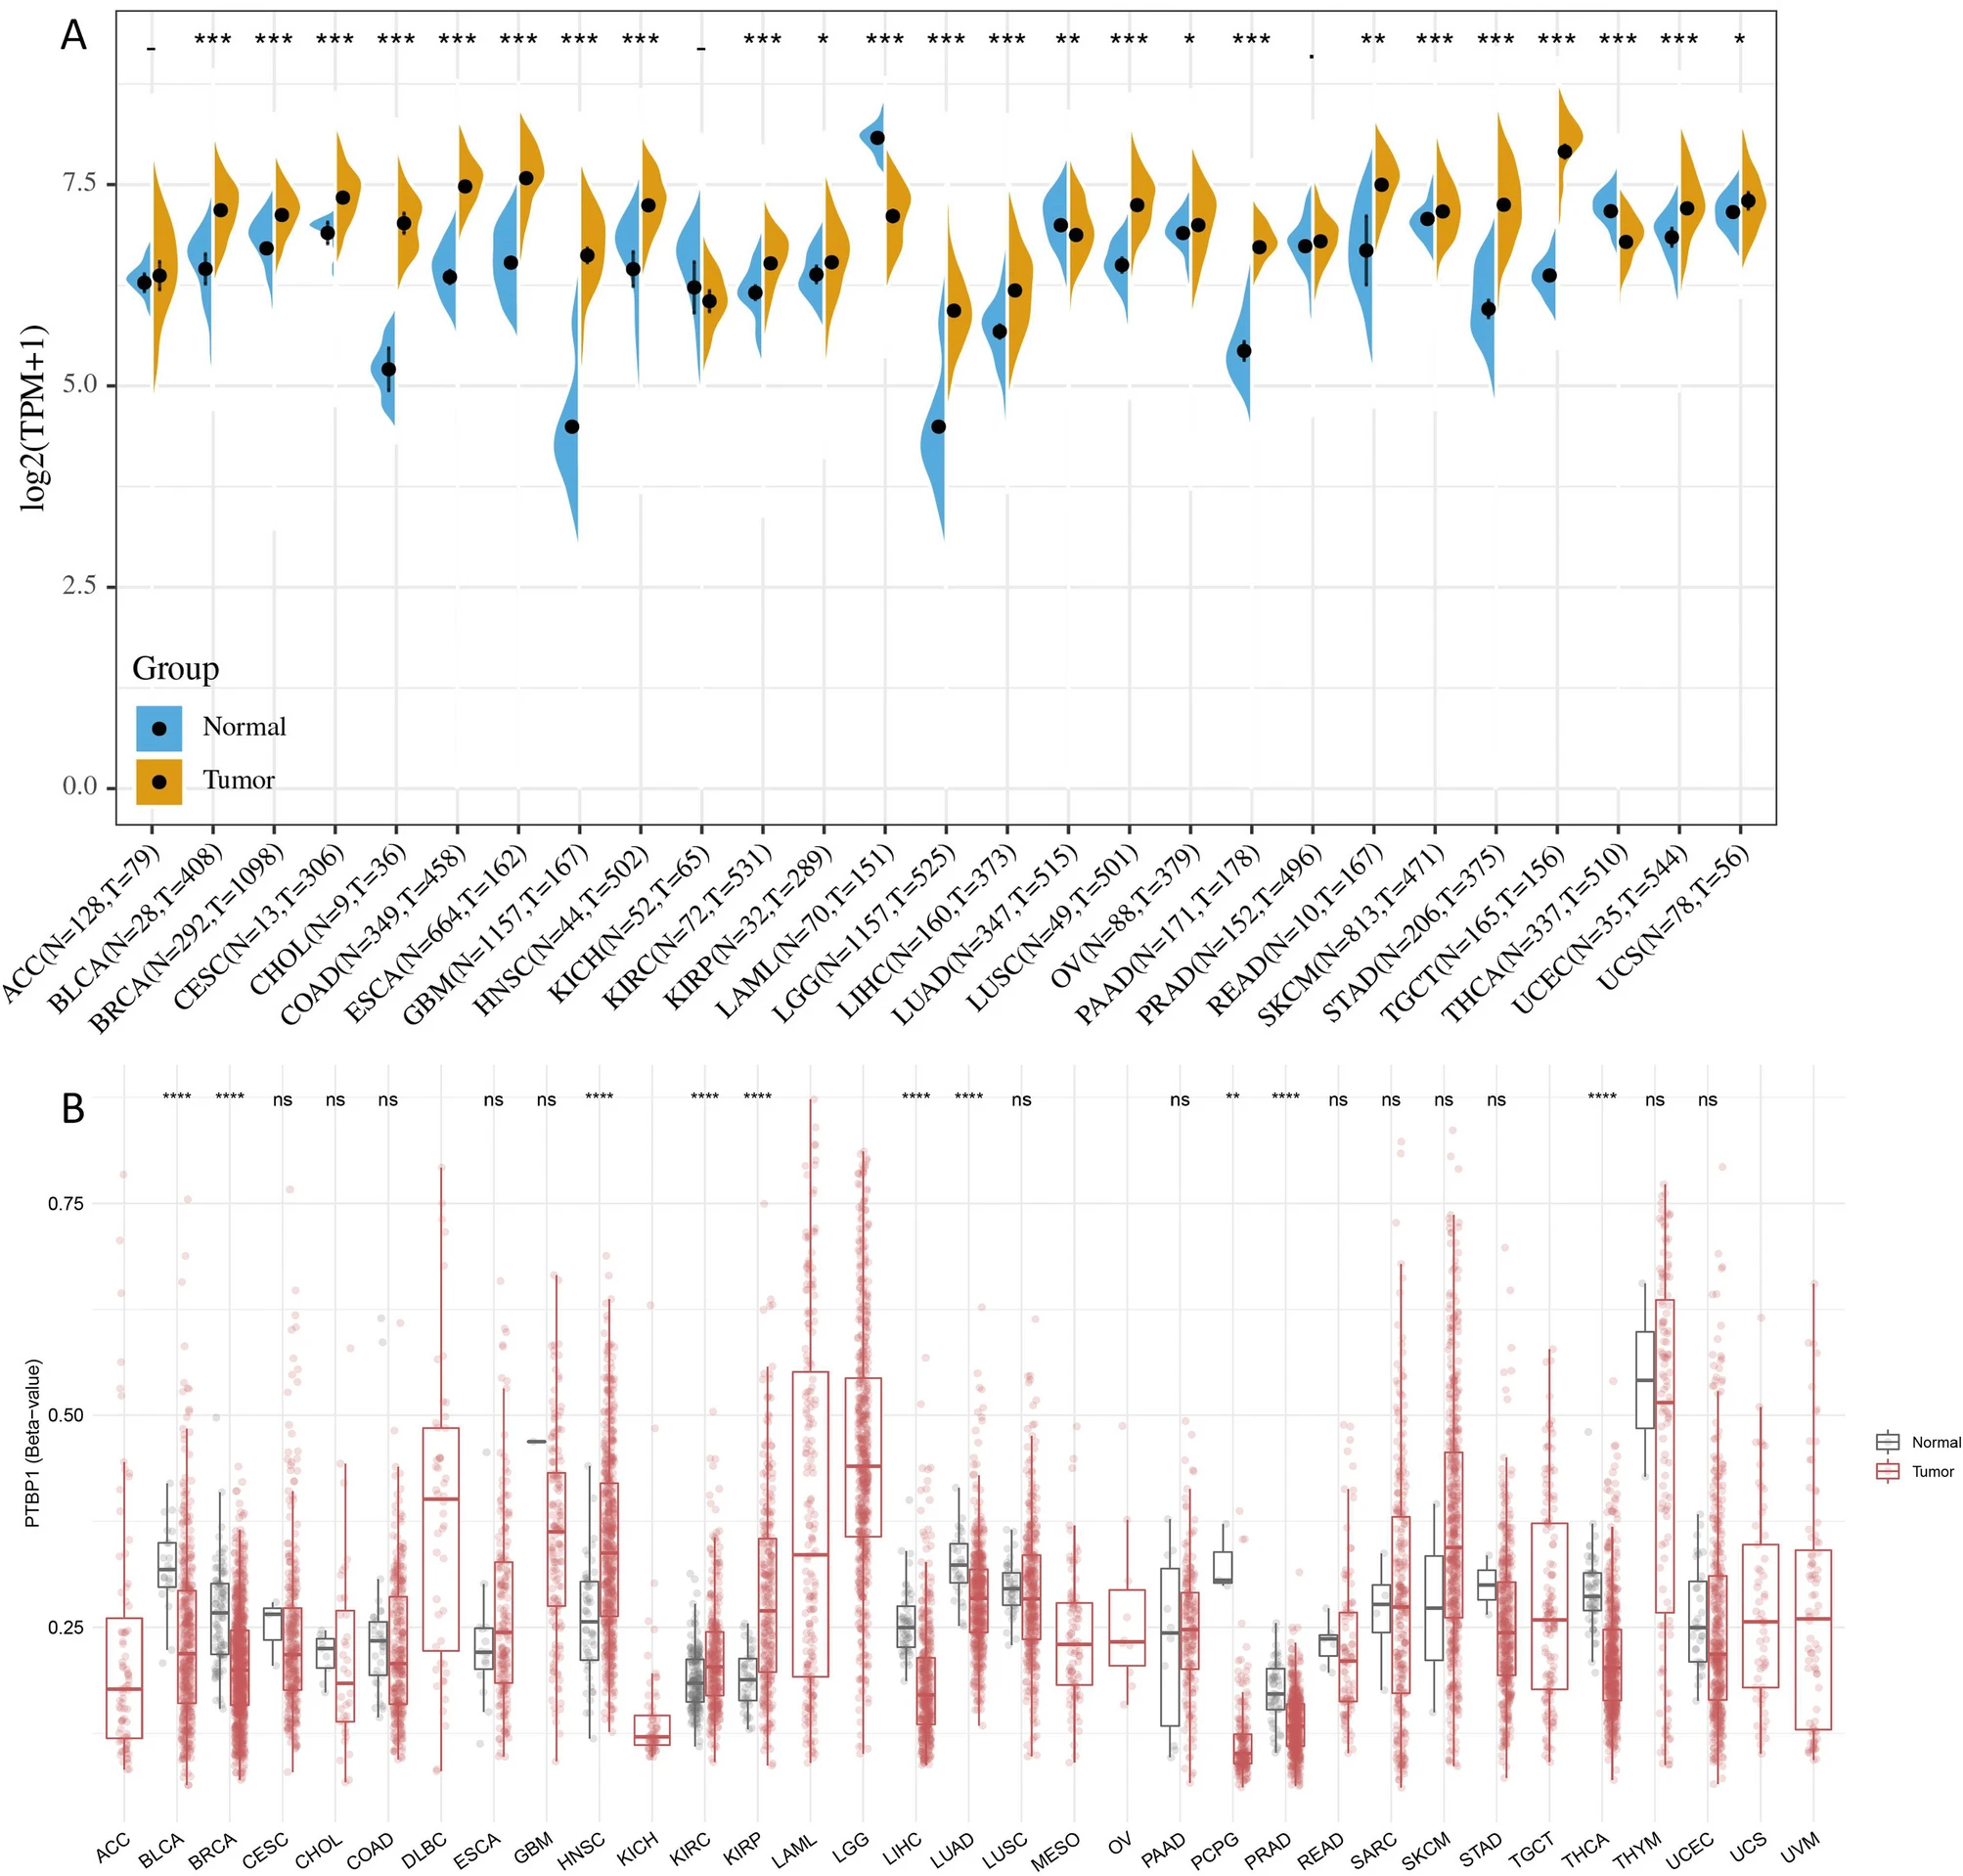 A
- *** *** *** *** *** *** *** *** - *** * *** *** *** ** *** * *** . ** *** *** *** *** *** *
7.5
5.0
2.5
0.0
log2(TPM+1)
Group
Normal
Tumor
ACC(N=128,T=79)
BLCA(N=28,T=408)
BRCA(N=292,T=1098)
CESC(N=13,T=306)
CHOL(N=9,T=36)
COAD(N=349,T=458)
ESCA(N=664,T=162)
GBM(N=1157,T=167)
HNSC(N=44,T=502)
KICH(N=52,T=65)
KIRC(N=72,T=531)
KIRP(N=32,T=289)
LAML(N=70,T=151)
LGG(N=1157,T=525)
LIHC(N=160,T=373)
LUAD(N=347,T=515)
LUSC(N=49,T=501)
OV(N=88,T=379)
PAAD(N=171,T=178)
PRAD(N=152,T=496)
READ(N=10,T=167)
SKCM(N=813,T=471)
STAD(N=206,T=375)
TGCT(N=165,T=156)
THCA(N=337,T=510)
UCEC(N=35,T=544)
UCS(N=78,T=56)
B
**** **** ns ns ns ns ns **** **** **** **** **** ns ns ** **** ns ns ns ns **** ns ns
0.75
0.50
0.25
PTBP1 (Beta-value)
Normal
Tumor
ACC
BLCA
BRCA
CESC
CHOL
COAD
DLBC
ESCA
GBM
HNSC
KICH
KIRC
KIRP
LAML
LGG
LIHC
LUAD
LUSC
MESO
OV
PAAD
PCPG
PRAD
READ
SARC
SKCM
STAD
TGCT
THCA
THYM
UCEC
UCS
UVM